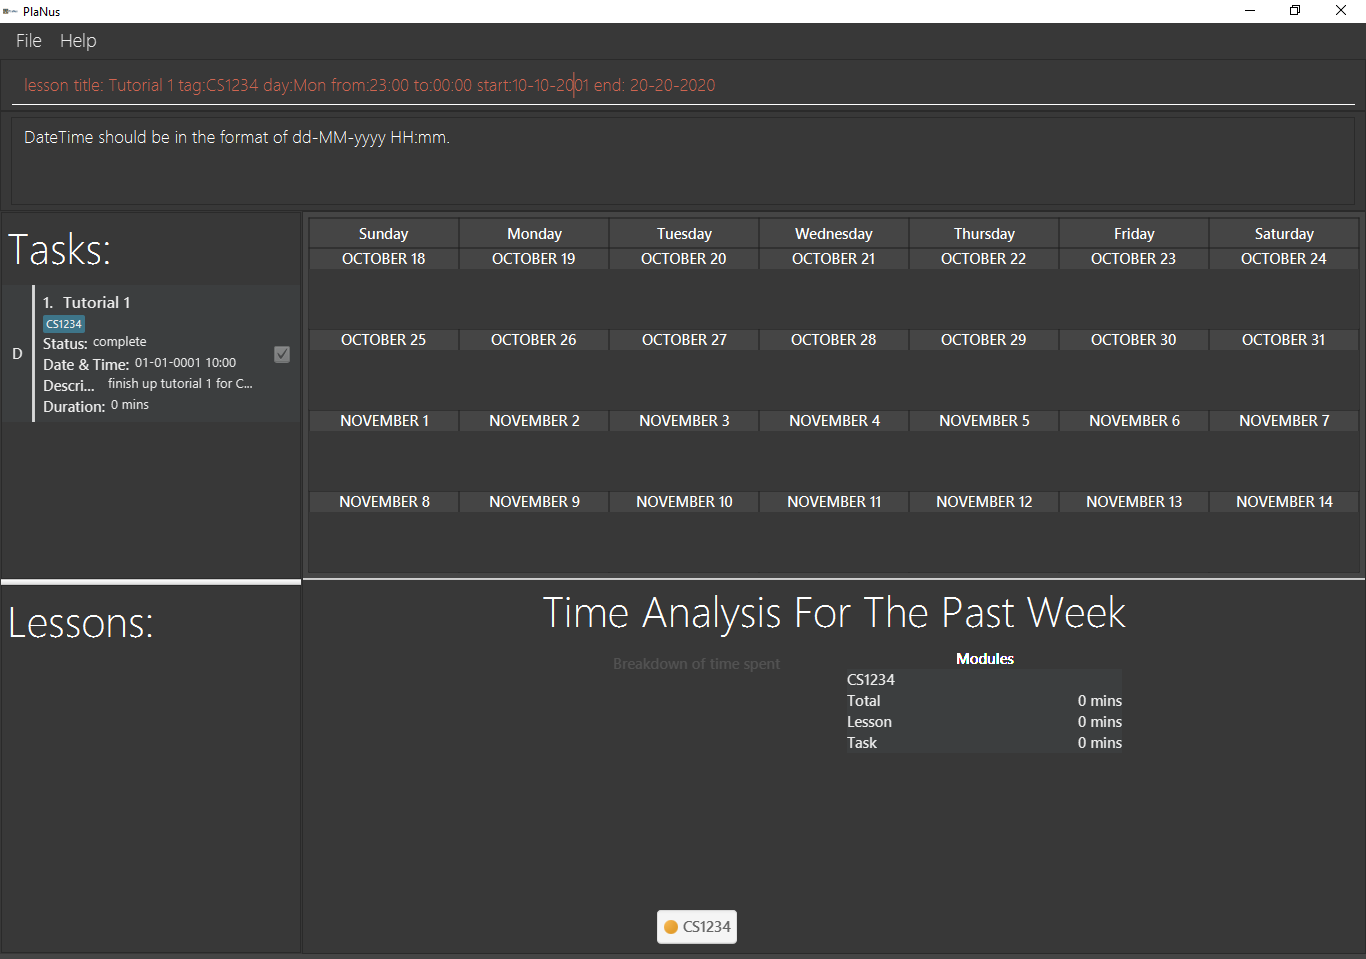 PlaNus
File Help
lesson title: Tutorial 1 tag:CS1234 day:Mon from:23:00 to:00:00 start:10-10-2001 end: 20-20-2020
DateTime should be in the format of dd-MM-yyyy HH:mm.
Tasks:
D
1. Tutorial 1
CS1234
Status: complete
Date & Time: 01-01-0001 10:00
Descri... finish up tutorial 1 for C...
Duration: 0 mins
Sunday Monday Tuesday Wednesday Thursday Friday Saturday
OCTOBER 18 OCTOBER 19 OCTOBER 20 OCTOBER 21 OCTOBER 22 OCTOBER 23 OCTOBER 24
OCTOBER 25 OCTOBER 26 OCTOBER 27 OCTOBER 28 OCTOBER 29 OCTOBER 30 OCTOBER 31
NOVEMBER 1 NOVEMBER 2 NOVEMBER 3 NOVEMBER 4 NOVEMBER 5 NOVEMBER 6 NOVEMBER 7
NOVEMBER 8 NOVEMBER 9 NOVEMBER 10 NOVEMBER 11 NOVEMBER 12 NOVEMBER 13 NOVEMBER 14
Lessons:
Time Analysis For The Past Week
Breakdown of time spent
Modules
CS1234
Total 0 mins
Lesson 0 mins
Task 0 mins
CS1234